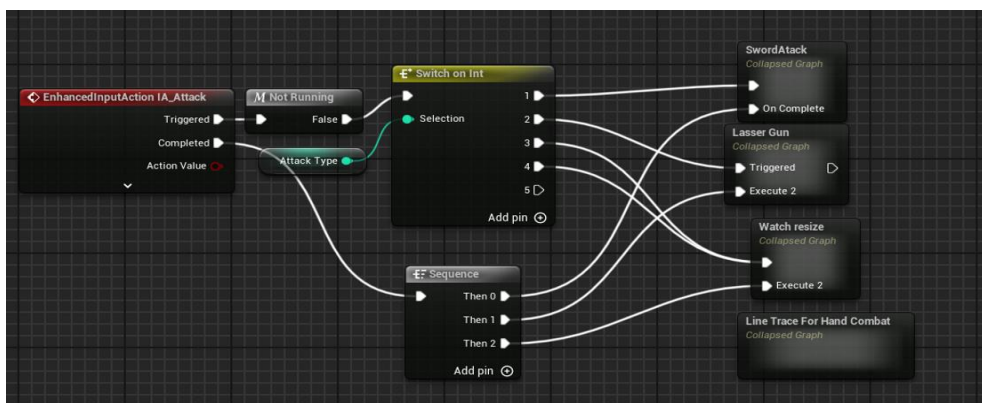 EnhancedInputAction IA_Attack
Triggered
Completed
Action Value
M Not Running
False
Attack Type
Switch on Int
Selection
1
2
3
4
5
Add pin
Sequence
Then 0
Then 1
Then 2
Add pin
SwordAtack
Collapsed Graph
On Complete
Lasser Gun
Collapsed Graph
Triggered
Execute 2
Watch resize
Collapsed Graph
Execute 2
Line Trace For Hand Combat
Collapsed Graph